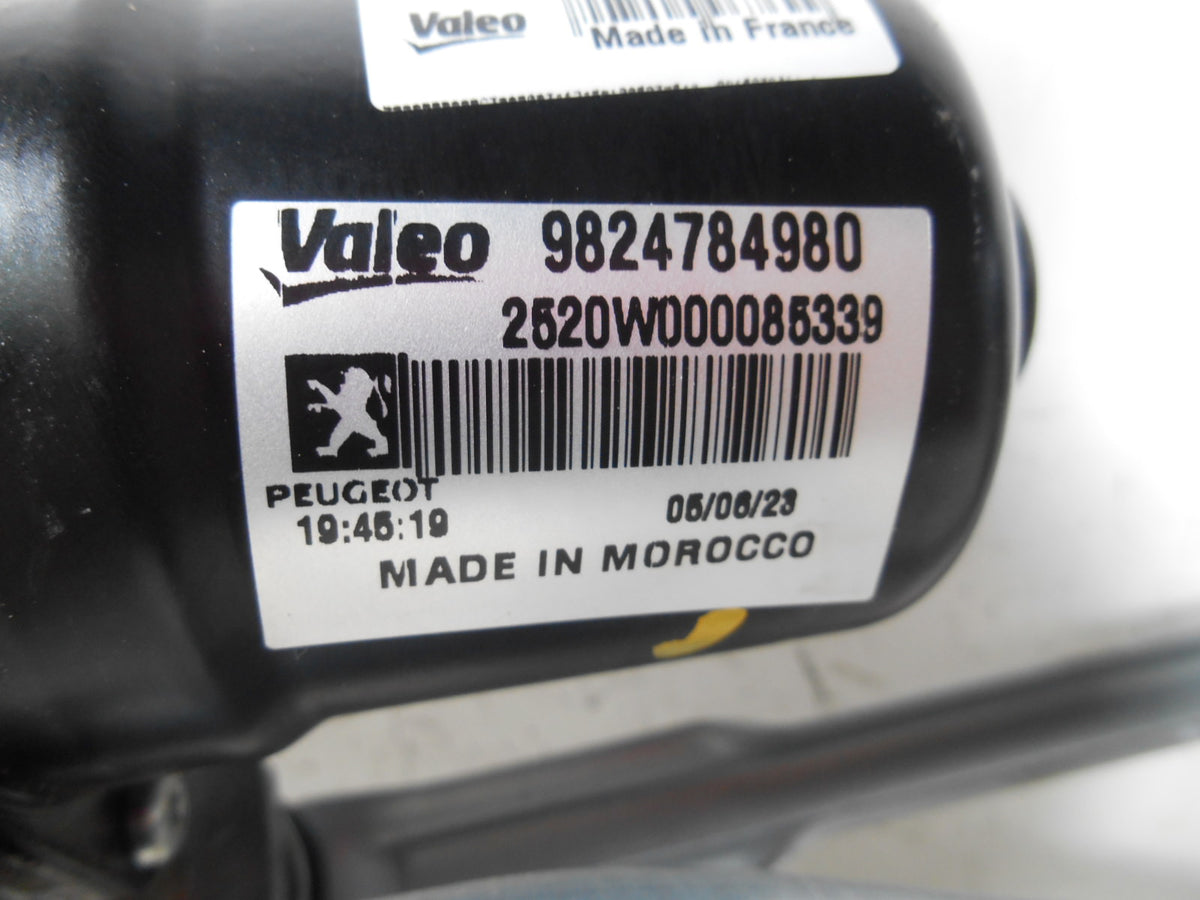 Valeo
Made in France
Valeo 9824784980
2520W000085339
PEUGEOT
19:45:19 05/06/23
MADE IN MOROCCO